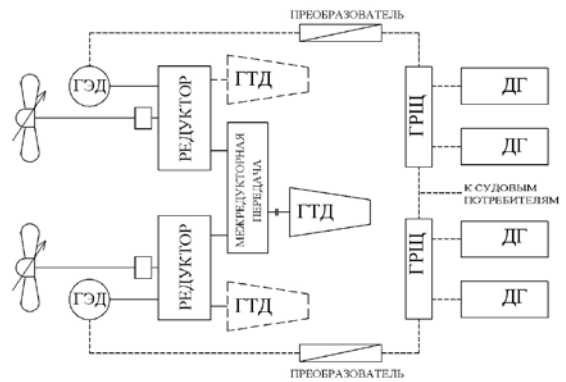 ПРЕОБРАЗОВАТЕЛЬ
ГЭД
РЕДУКТОР
ГТД
ГРЩ
ДГ
ДГ
МЕЖРЕДУКТОРНАЯ
ПЕРЕДАЧА
ГТД
К СУДОВЫМ
ПОТРЕБИТЕЛЯМ
ГЭД
РЕДУКТОР
ГТД
ГРЩ
ДГ
ДГ
ПРЕОБРАЗОВАТЕЛЬ